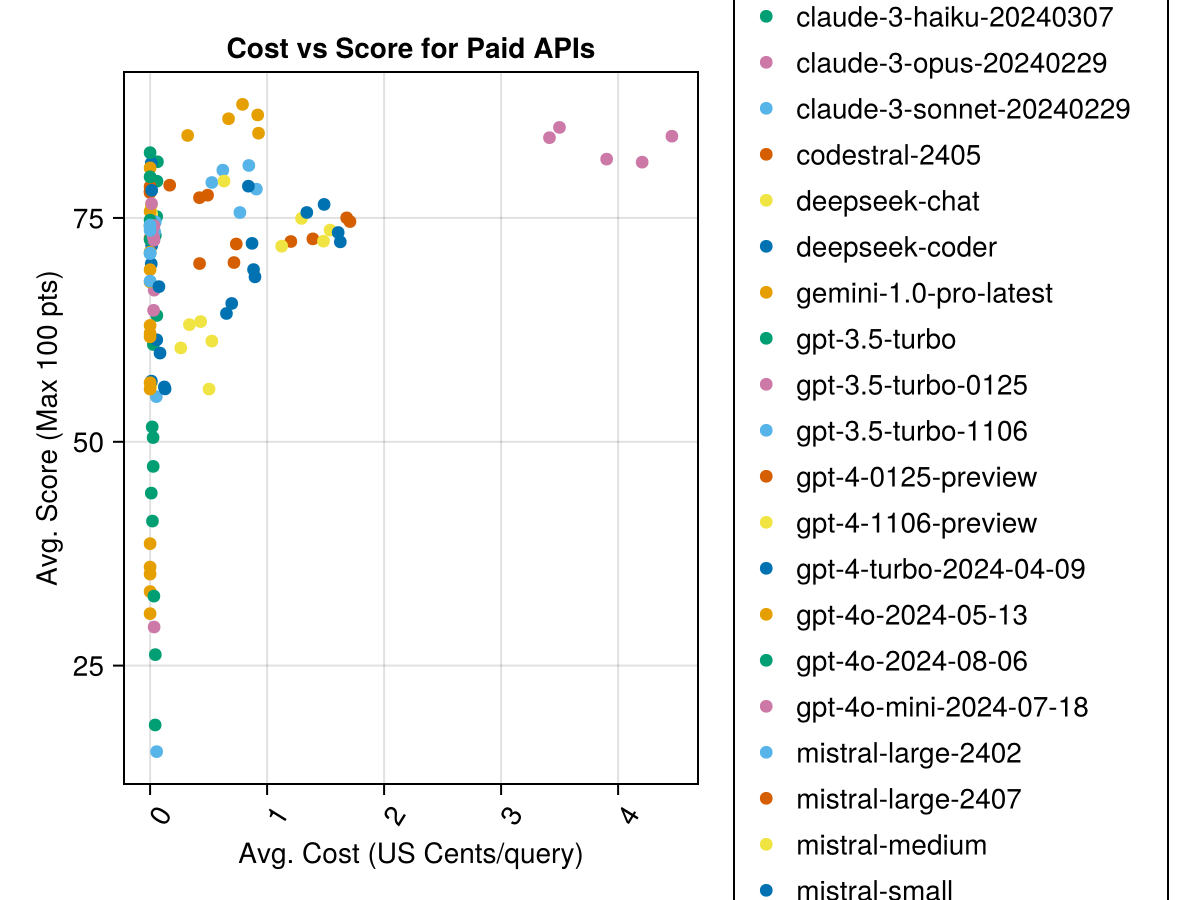 Cost vs Score for Paid APIs
Avg. Score (Max 100 pts)
75
50
25
0
1
2
3
4
Avg. Cost (US Cents/query)
claude-3-haiku-20240307
claude-3-opus-20240229
claude-3-sonnet-20240229
codestral-2405
deepseek-chat
deepseek-coder
gemini-1.0-pro-latest
gpt-3.5-turbo
gpt-3.5-turbo-0125
gpt-3.5-turbo-1106
gpt-4-0125-preview
gpt-4-1106-preview
gpt-4-turbo-2024-04-09
gpt-4o-2024-05-13
gpt-4o-2024-08-06
gpt-4o-mini-2024-07-18
mistral-large-2402
mistral-large-2407
mistral-medium
mistral-small